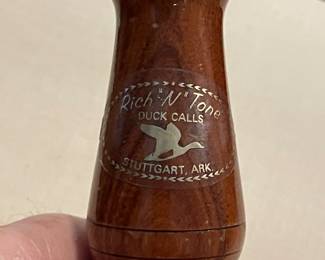 Rich "N" Tone
DUCK CALLS
STUTTGART, ARK.